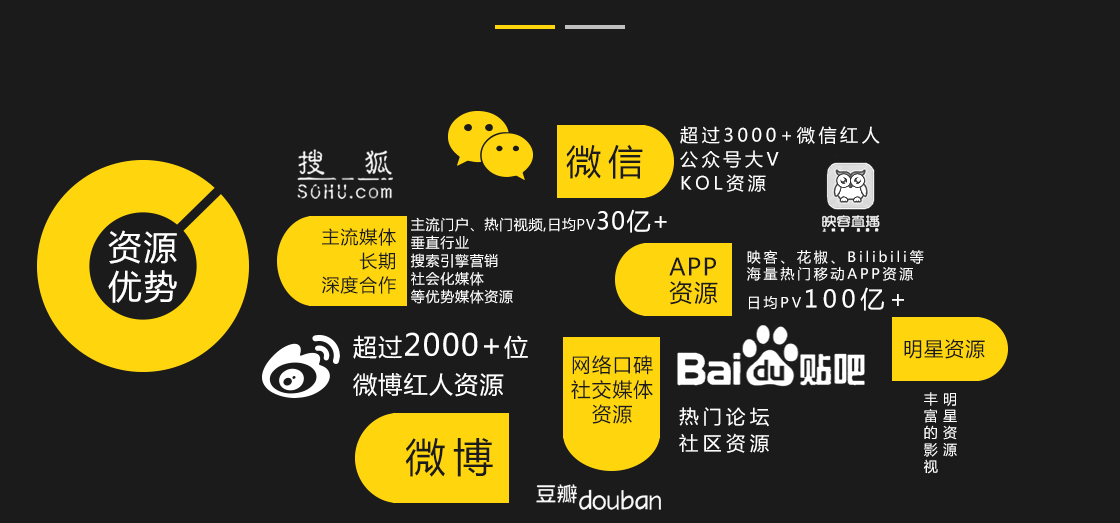 资源
优势
搜狐
SOHU.com
主流媒体
长期
深度合作
主流门户、热门视频,日均PV30亿+
垂直行业
搜索引擎营销
社会化媒体
等优势媒体资源
微信
超过3000+微信红人
公众号大V
KOL资源
映客直播
APP
资源
映客、花椒、Bilibili等
海量热门移动APP资源
日均PV100亿+
超过2000+位
微博红人资源
微博
网络口碑
社交媒体
资源
Bai du 贴吧
热门论坛
社区资源
豆瓣douban
明星资源
明星资源
丰富的影视